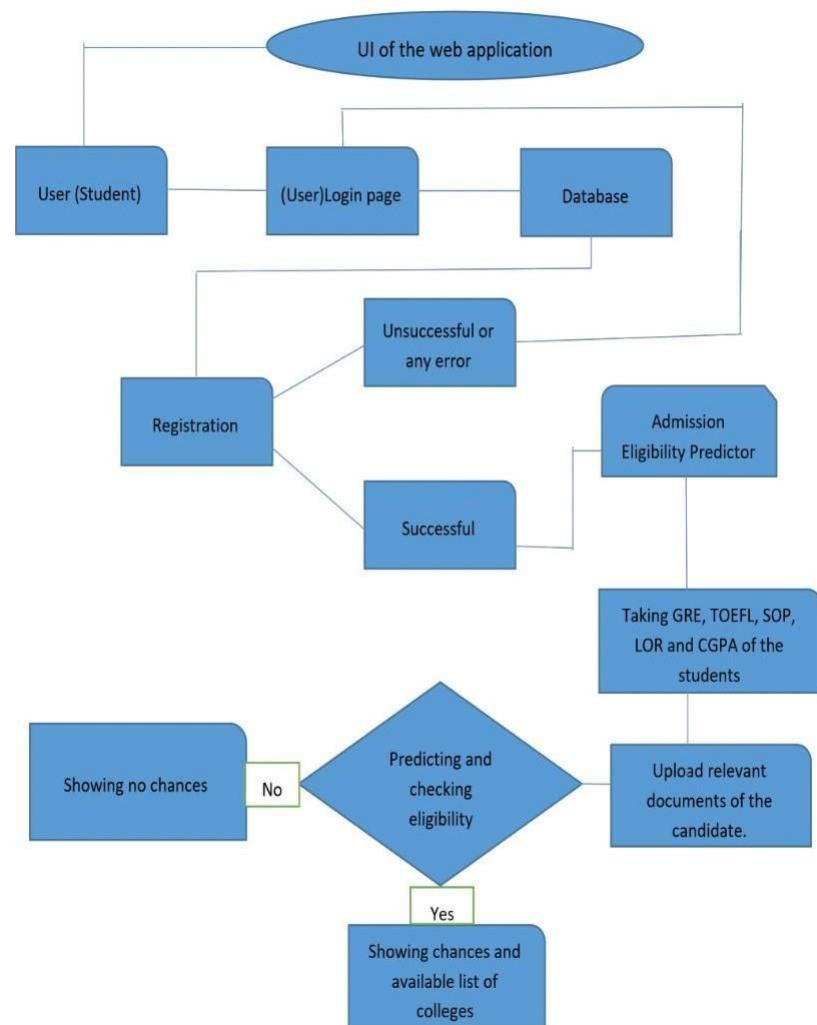 UI of the web application
User (Student)
(User)Login page
Database
Unsuccessful or
any error
Registration
Admission
Eligibility Predictor
Successful
Taking GRE, TOEFL, SOP,
LOR and CGPA of the
students
Predicting and
checking
eligibility
Showing no chances
No
Upload relevant
documents of the
candidate.
Yes
Showing chances and
available list of
colleges